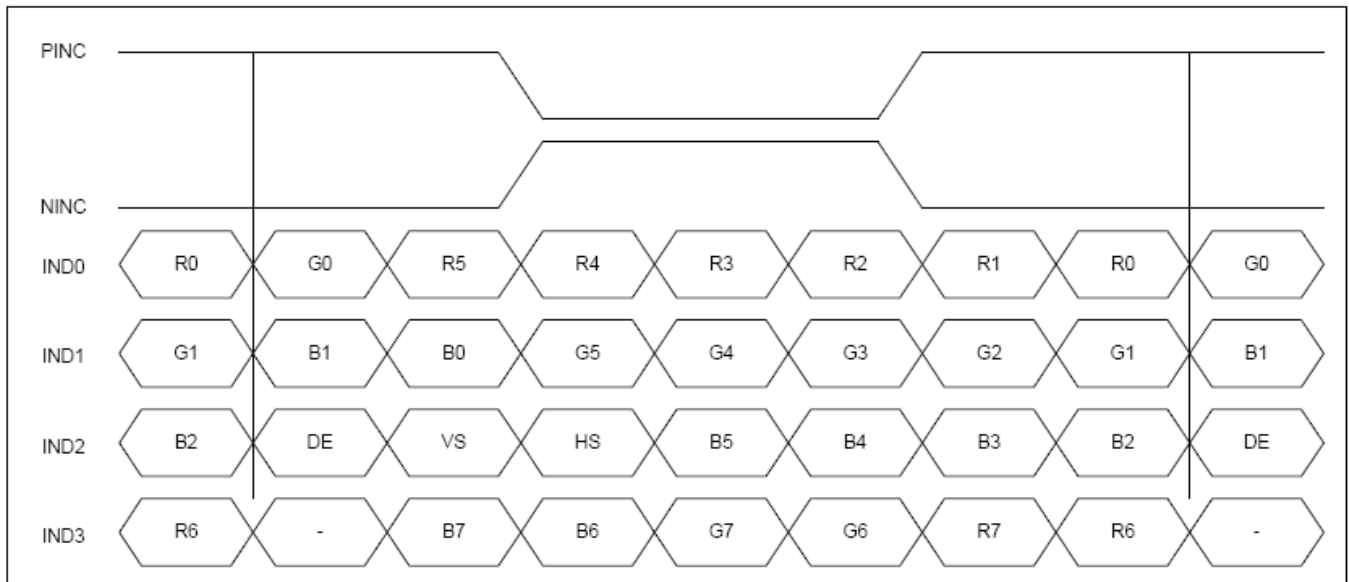 PINC
NINC
IND0 R0 G0 R5 R4 R3 R2 R1 R0 G0
IND1 G1 B1 B0 G5 G4 G3 G2 G1 B1
IND2 B2 DE VS HS B5 B4 B3 B2 DE
IND3 R6 - B7 B6 G7 G6 R7 R6 -